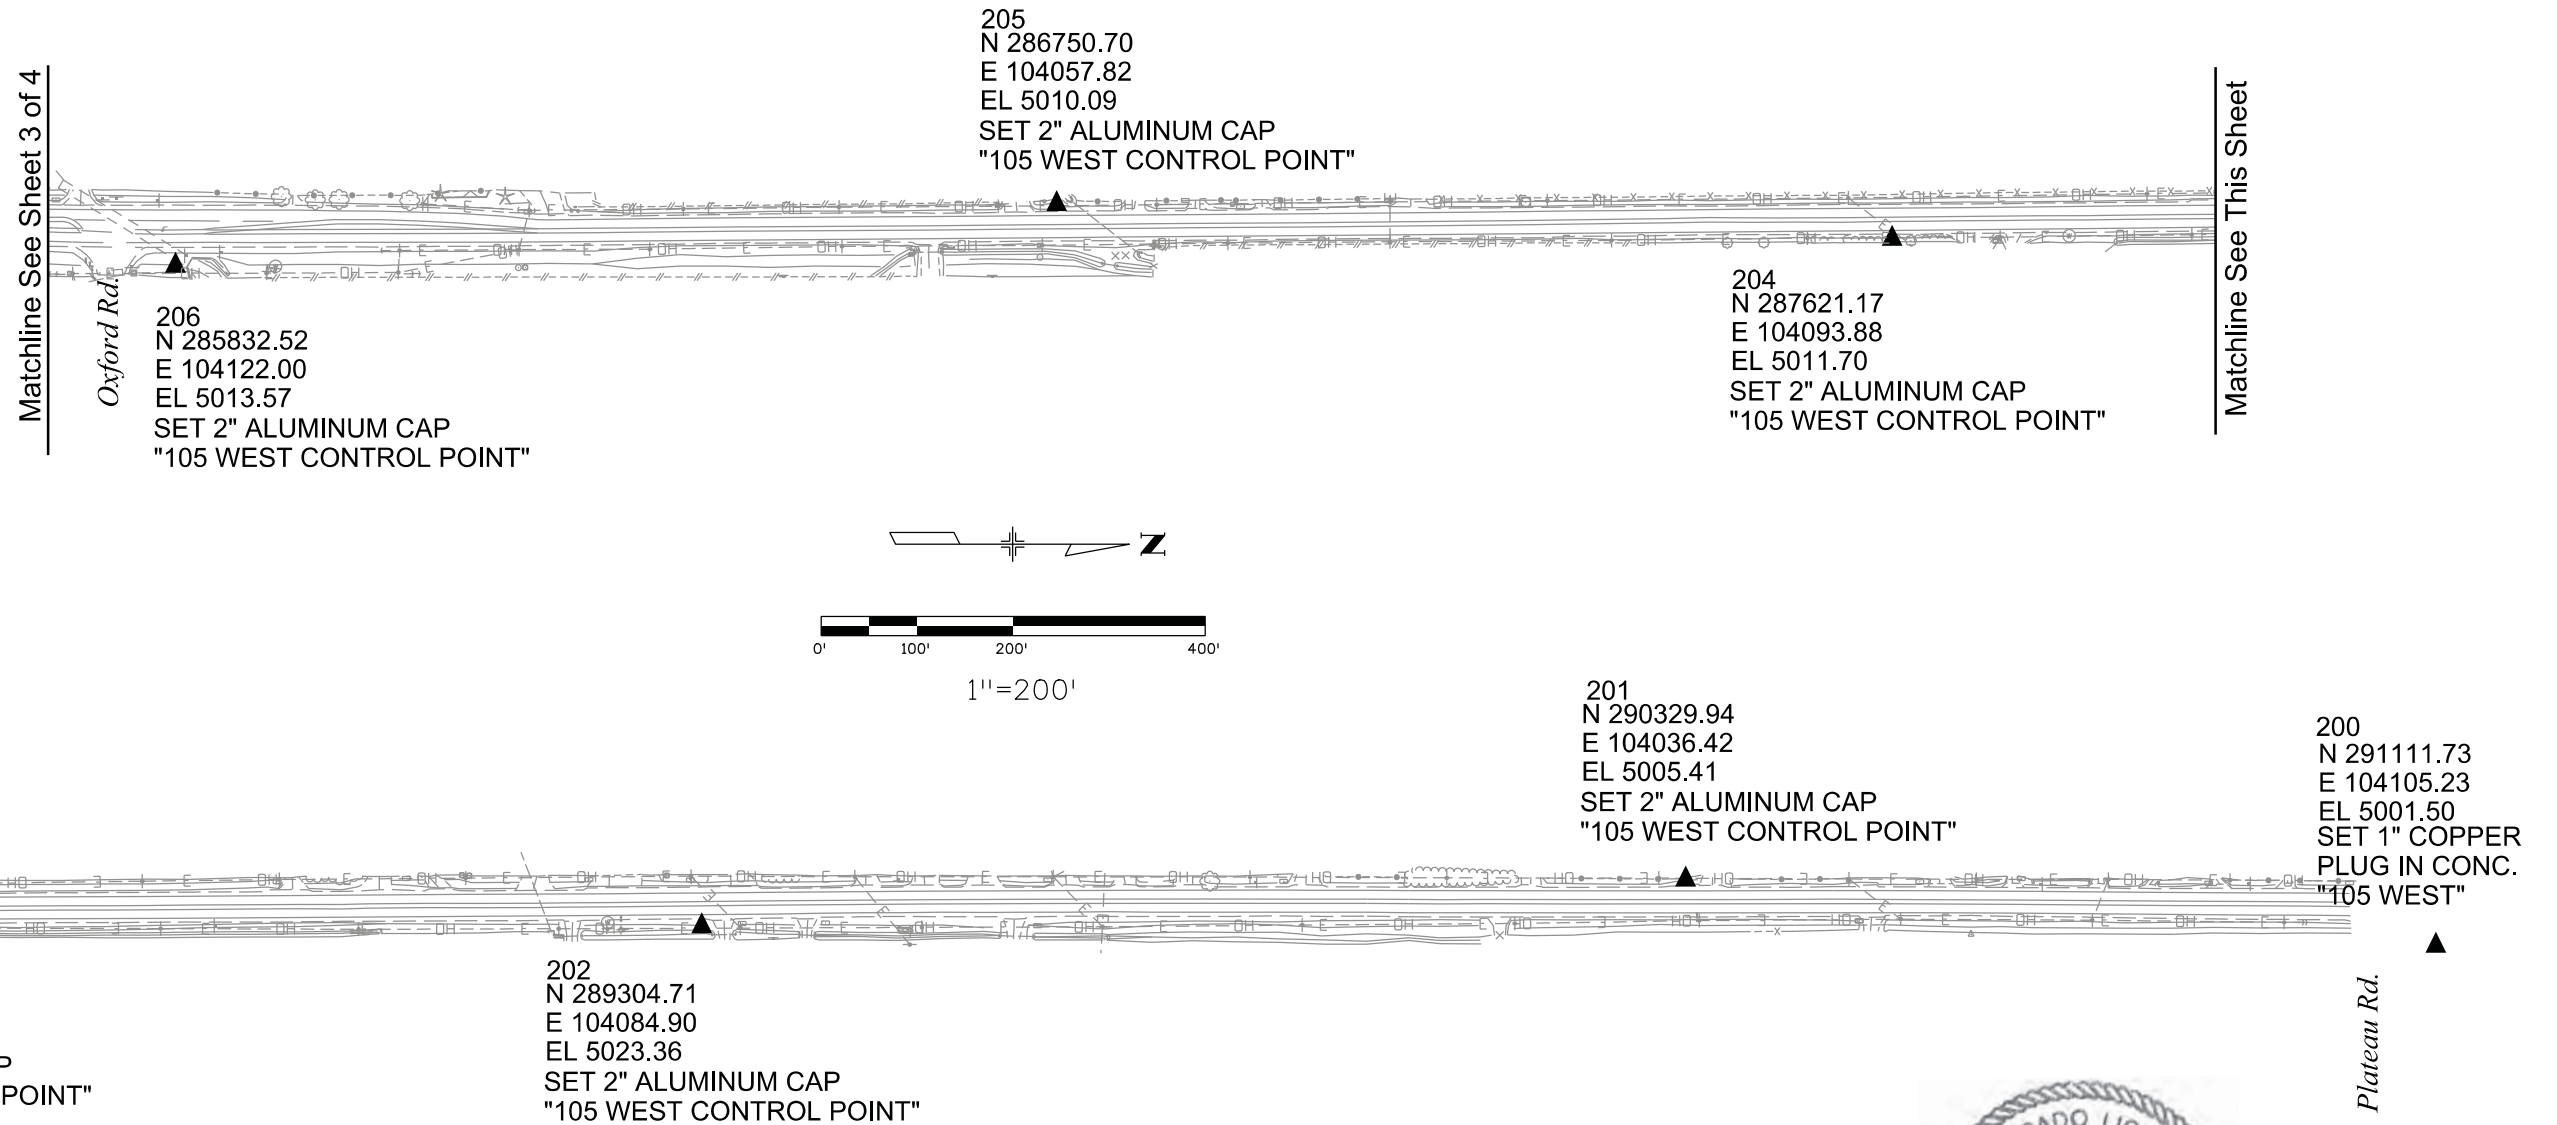 Matchline See Sheet 3 of 4
Oxford Rd.
205
N 286750.70
E 104057.82
EL 5010.09
SET 2" ALUMINUM CAP
"105 WEST CONTROL POINT"
206
N 285832.52
E 104122.00
EL 5013.57
SET 2" ALUMINUM CAP
"105 WEST CONTROL POINT"
204
N 287621.17
E 104093.88
EL 5011.70
SET 2" ALUMINUM CAP
"105 WEST CONTROL POINT"
Matchline See This Sheet
N
0' 100' 200' 400'
1"=200'
201
N 290329.94
E 104036.42
EL 5005.41
SET 2" ALUMINUM CAP
"105 WEST CONTROL POINT"
200
N 291111.73
E 104105.23
EL 5001.50
SET 1" COPPER
PLUG IN CONC.
"105 WEST"
202
N 289304.71
E 104084.90
EL 5023.36
SET 2" ALUMINUM CAP
"105 WEST CONTROL POINT"
P
POINT"
Plateau Rd.